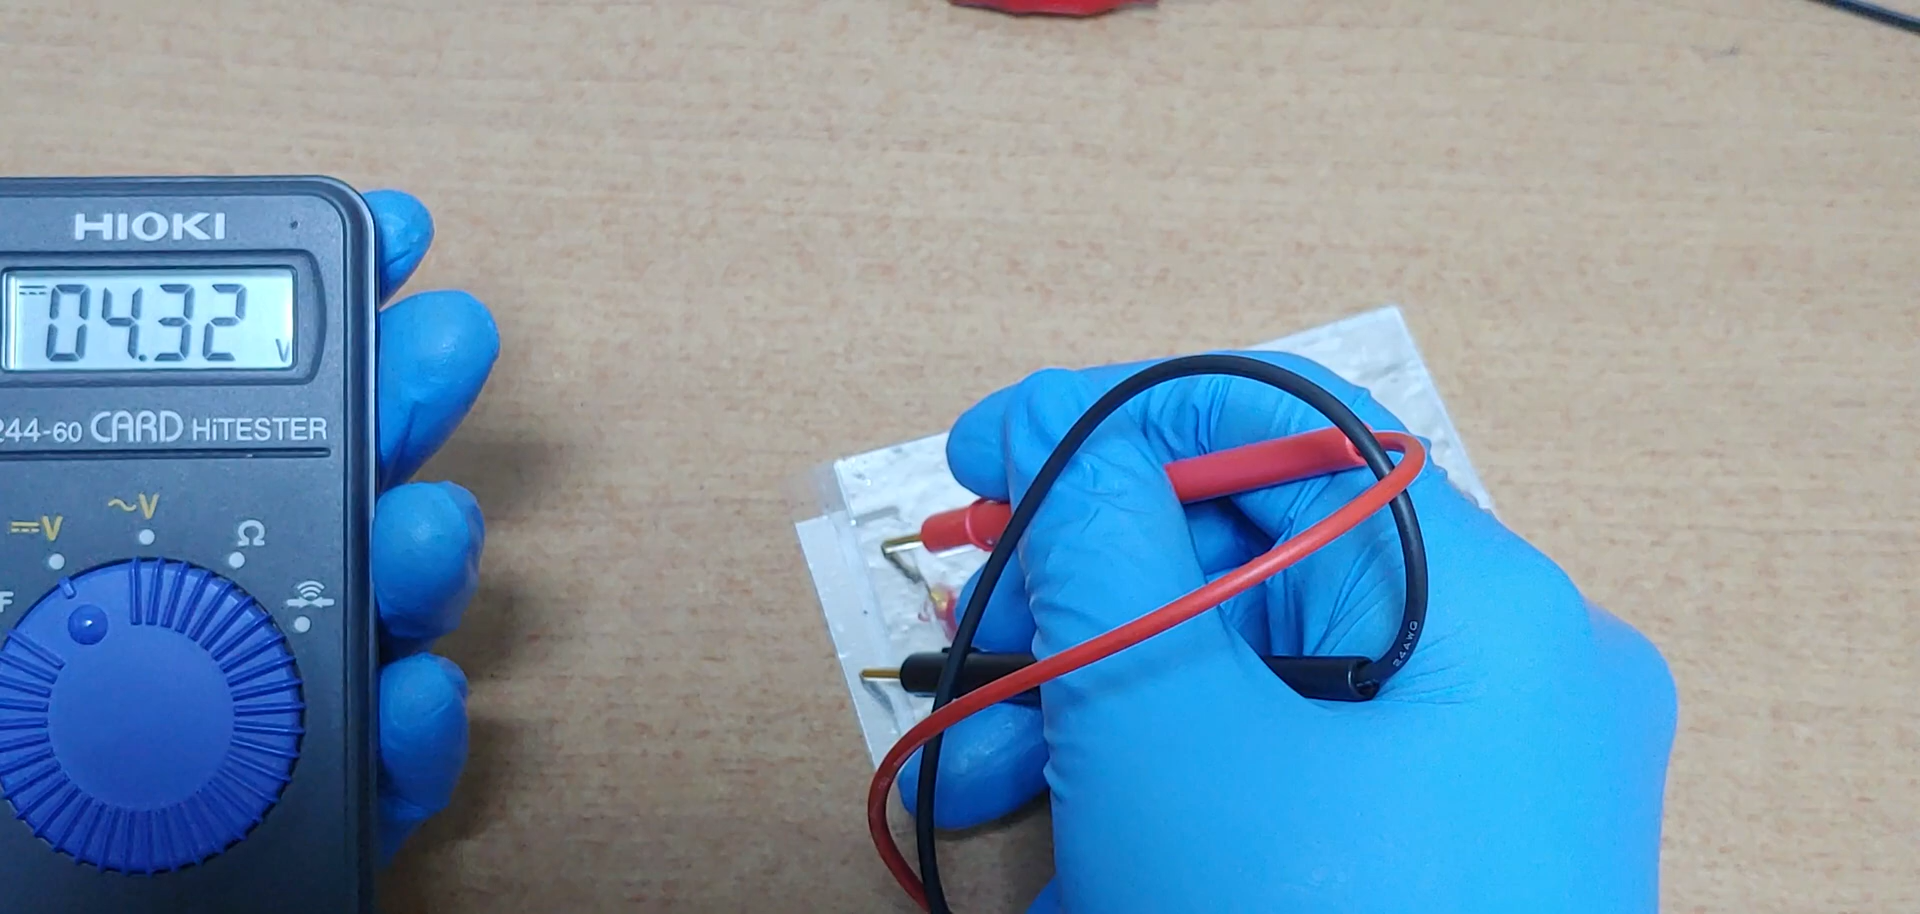 HIOKI
04.32 V
244-60 CARD HiTESTER
~V
⎓V
Ω
F
24AWG